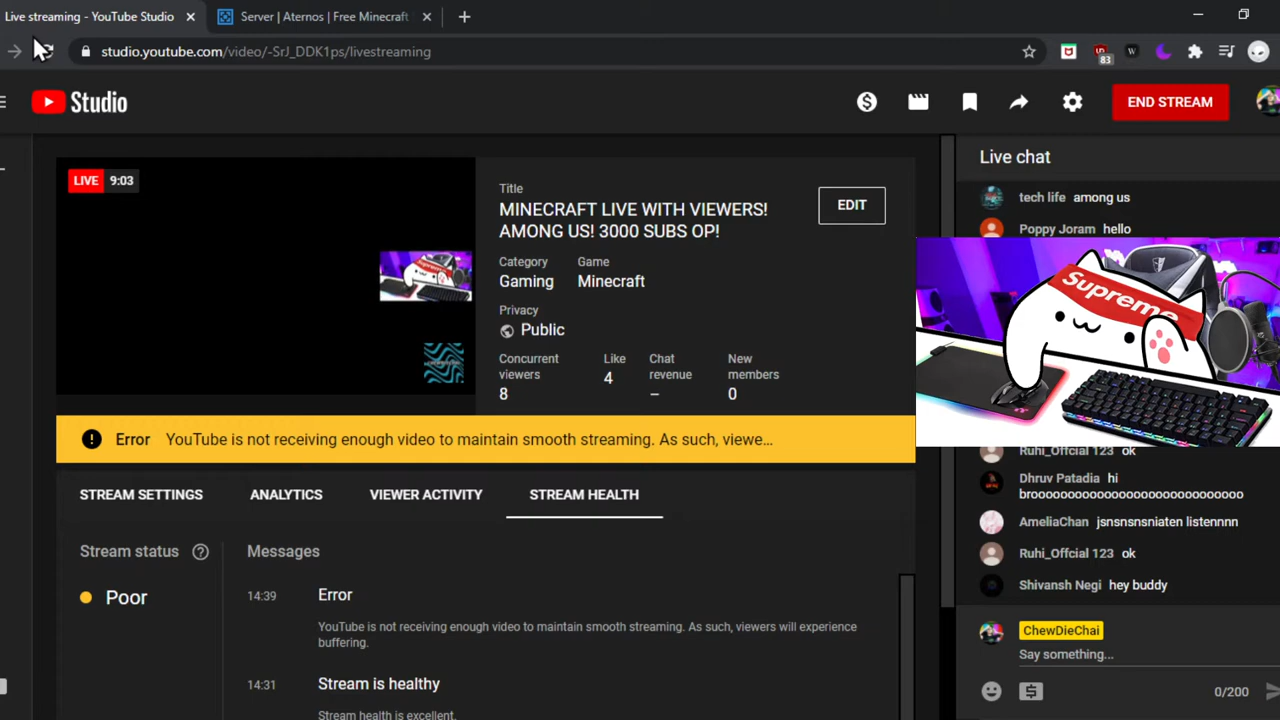 Live streaming - YouTube Studio
Server | Aternos | Free Minecraft
studio.youtube.com/video/-SrJ_DDK1ps/livestreaming
83
Studio
END STREAM
LIVE 9:03
Title
MINECRAFT LIVE WITH VIEWERS!
AMONG US! 3000 SUBS OP!
EDIT
Category Game
Gaming Minecraft
Privacy
Public
Concurrent viewers
8
Like
4
Chat revenue
–
New members
0
Error YouTube is not receiving enough video to maintain smooth streaming. As such, viewe...
STREAM SETTINGS ANALYTICS VIEWER ACTIVITY STREAM HEALTH
Stream status
Poor
Messages
14:39 Error
YouTube is not receiving enough video to maintain smooth streaming. As such, viewers will experience
buffering.
14:31 Stream is healthy
Stream health is excellent.
Live chat
tech life among us
Poppy Joram hello
Supreme
Ruhi_Offcial 123 ok
Dhruv Patadia hi
brooooooooooooooooooooooooooooo
AmeliaChan jsnsnsnsniaten listennnn
Ruhi_Offcial 123 ok
Shivansh Negi hey buddy
ChewDieChai
Say something...
0/200